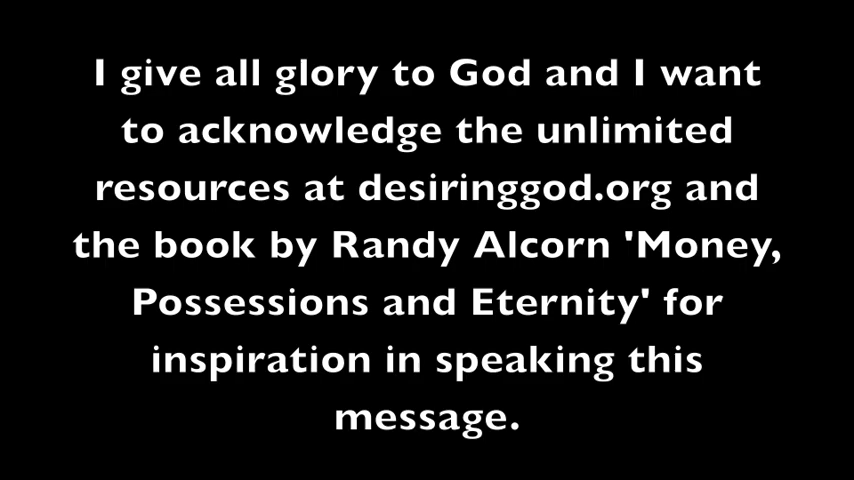 I give all glory to God and I want
to acknowledge the unlimited
resources at desiringgod.org and
the book by Randy Alcorn 'Money,
Possessions and Eternity' for
inspiration in speaking this
message.